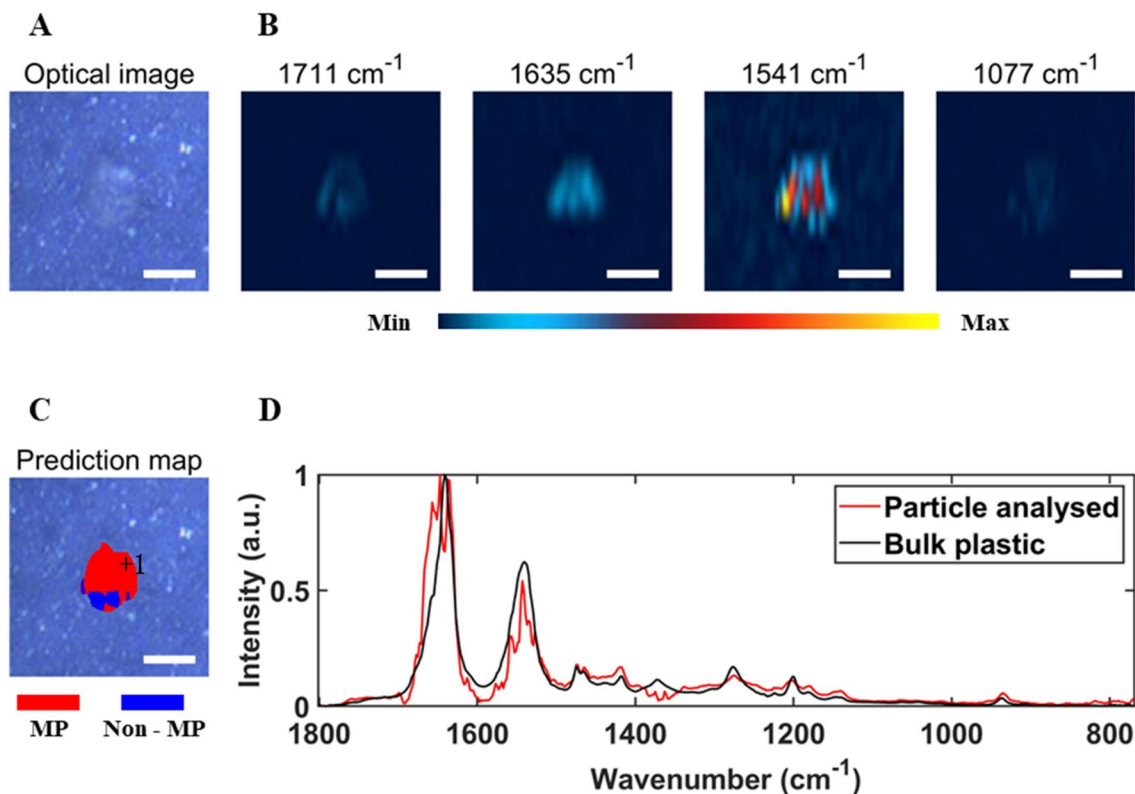 A
Optical image
B
1711 cm⁻¹
1635 cm⁻¹
1541 cm⁻¹
1077 cm⁻¹
Min
Max
C
Prediction map
+1
MP
Non - MP
D
Intensity (a.u.)
1
0.5
0
Particle analysed
Bulk plastic
1800
1600
1400
1200
1000
800
Wavenumber (cm⁻¹)